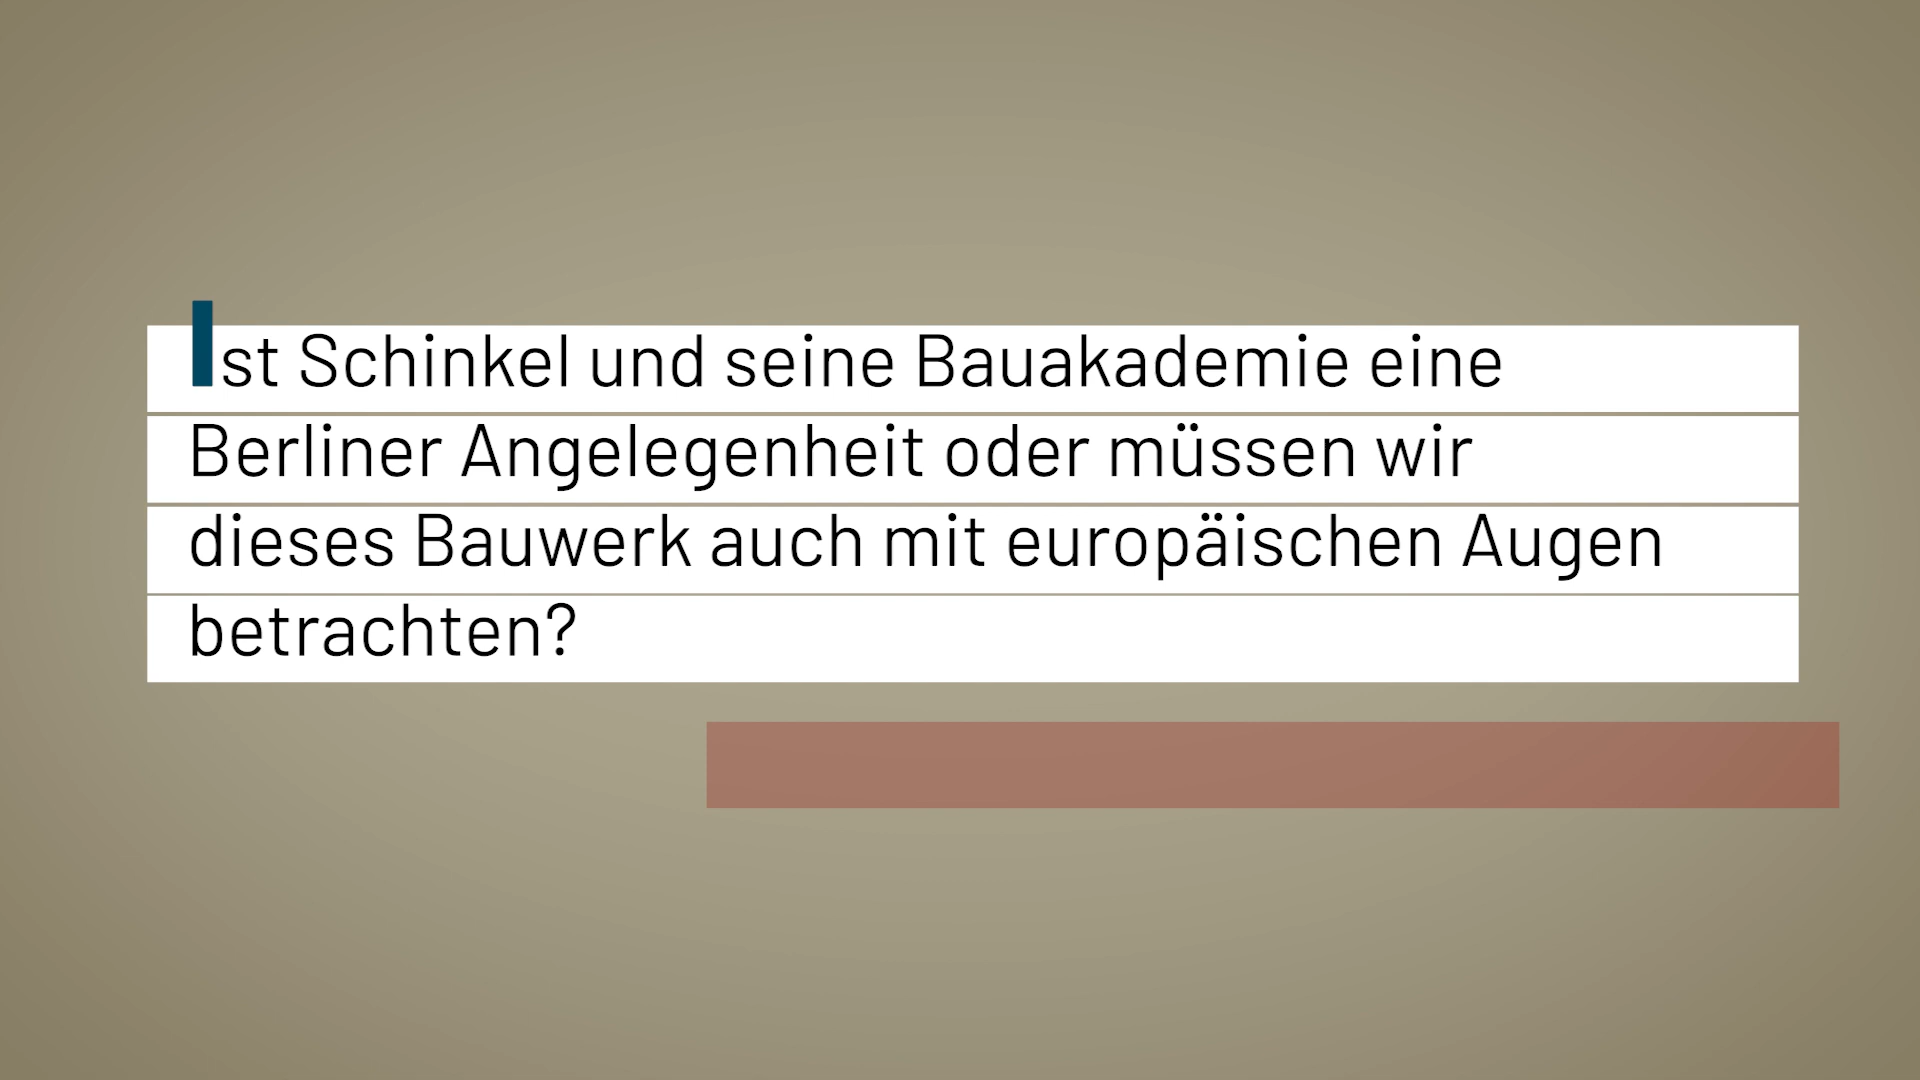 Ist Schinkel und seine Bauakademie eine
Berliner Angelegenheit oder müssen wir
dieses Bauwerk auch mit europäischen Augen
betrachten?